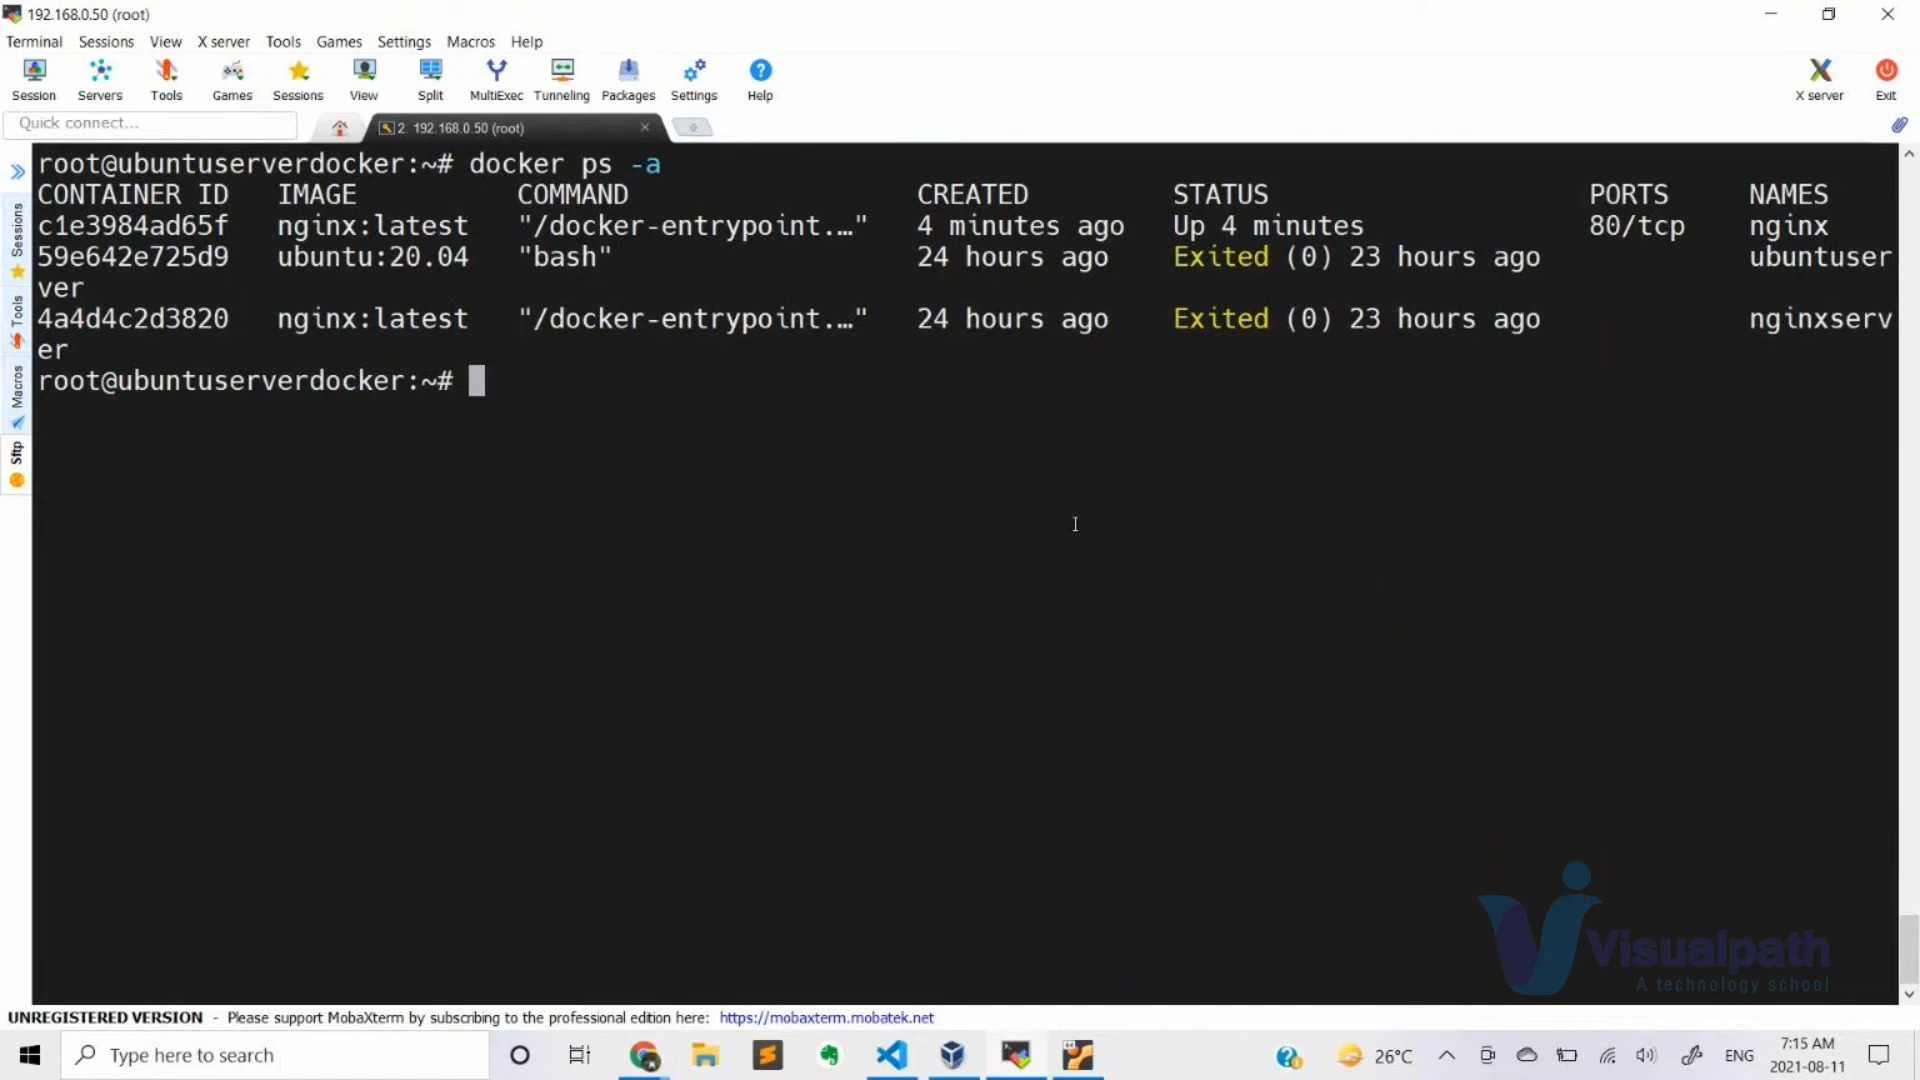 192.168.0.50 (root)
Terminal Sessions View X server Tools Games Settings Macros Help
Session Servers Tools Games Sessions View Split MultiExec Tunneling Packages Settings Help X server Exit
Quick connect...
2. 192.168.0.50 (root)
root@ubuntuserverdocker:~# docker ps -a
CONTAINER ID IMAGE COMMAND CREATED STATUS PORTS NAMES
c1e3984ad65f nginx:latest "/docker-entrypoint.…" 4 minutes ago Up 4 minutes 80/tcp nginx
59e642e725d9 ubuntu:20.04 "bash" 24 hours ago Exited (0) 23 hours ago ubuntuser
ver
4a4d4c2d3820 nginx:latest "/docker-entrypoint.…" 24 hours ago Exited (0) 23 hours ago nginxserv
er
root@ubuntuserverdocker:~#
Sessions
Tools
Macros
Sftp
Visualpath
A technology school
UNREGISTERED VERSION - Please support MobaXterm by subscribing to the professional edition here: https://mobaxterm.mobatek.net
Type here to search
26°C
ENG
7:15 AM
2021-08-11